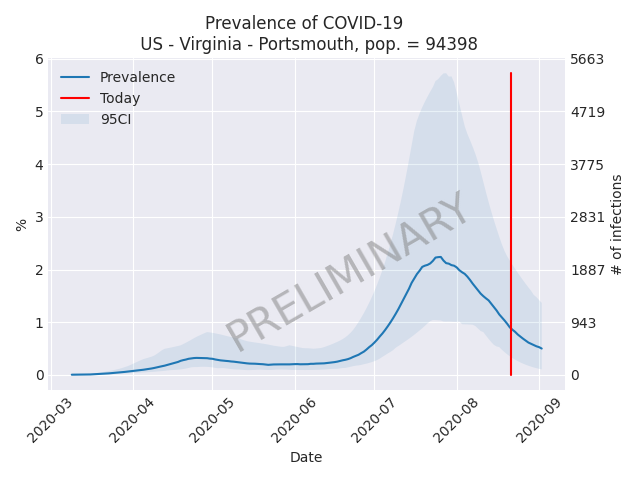 Prevalence of COVID-19
US - Virginia - Portsmouth, pop. = 94398
Prevalence
Today
95CI
6
5
4
3
2
1
0
%
5663
4719
3775
2831
1887
943
0
# of infections
PRELIMINARY
2020-03
2020-04
2020-05
2020-06
2020-07
2020-08
2020-09
Date